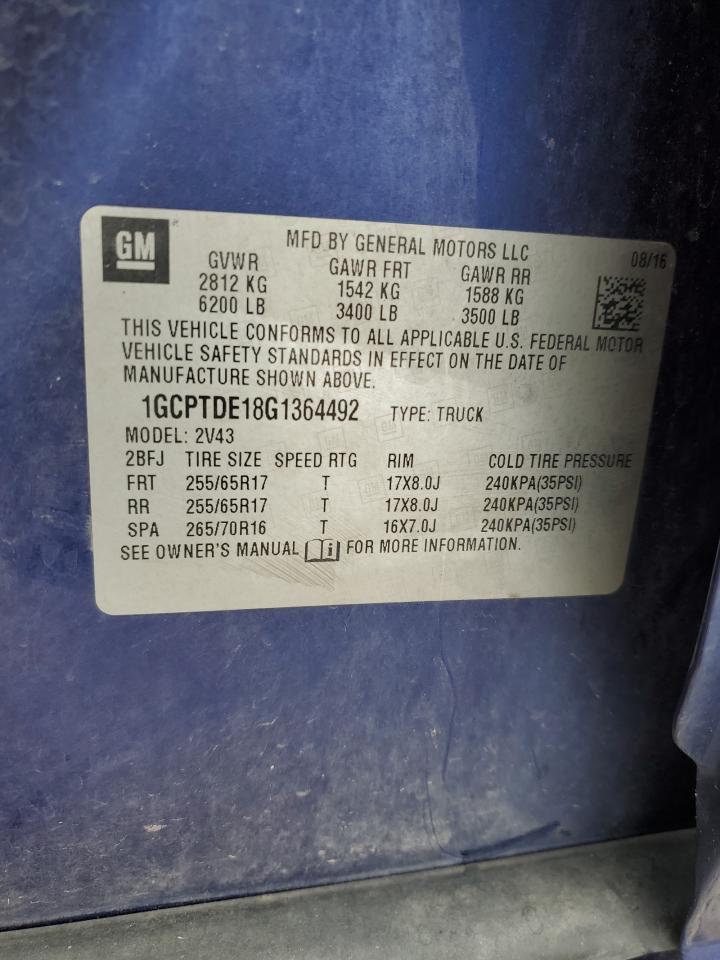 GM
MFD BY GENERAL MOTORS LLC 08/16
GVWR GAWR FRT GAWR RR
2812 KG 1542 KG 1588 KG
6200 LB 3400 LB 3500 LB
THIS VEHICLE CONFORMS TO ALL APPLICABLE U.S. FEDERAL MOTOR
VEHICLE SAFETY STANDARDS IN EFFECT ON THE DATE OF
MANUFACTURE SHOWN ABOVE.
1GCPTDE18G1364492 TYPE: TRUCK
MODEL: 2V43
2BFJ TIRE SIZE SPEED RTG RIM COLD TIRE PRESSURE
FRT 255/65R17 T 17X8.0J 240KPA(35PSI)
RR 255/65R17 T 17X8.0J 240KPA(35PSI)
SPA 265/70R16 T 16X7.0J 240KPA(35PSI)
SEE OWNER'S MANUAL i FOR MORE INFORMATION.